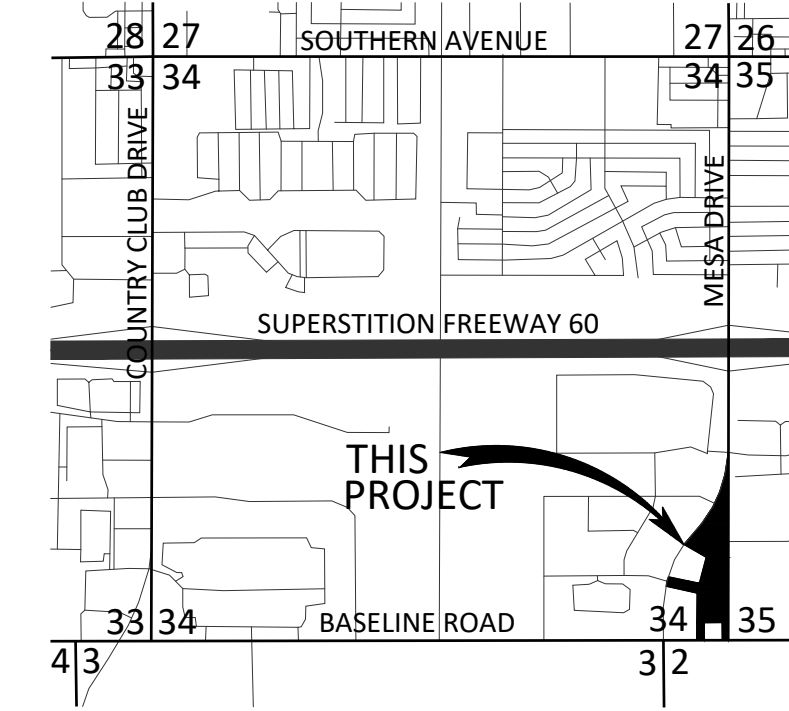 28 27
SOUTHERN AVENUE
27 26
33 34
34 35
COUNTRY CLUB DRIVE
MESA DRIVE
SUPERSTITION FREEWAY 60
THIS
PROJECT
33 34
BASELINE ROAD
34 35
4 3
3 2